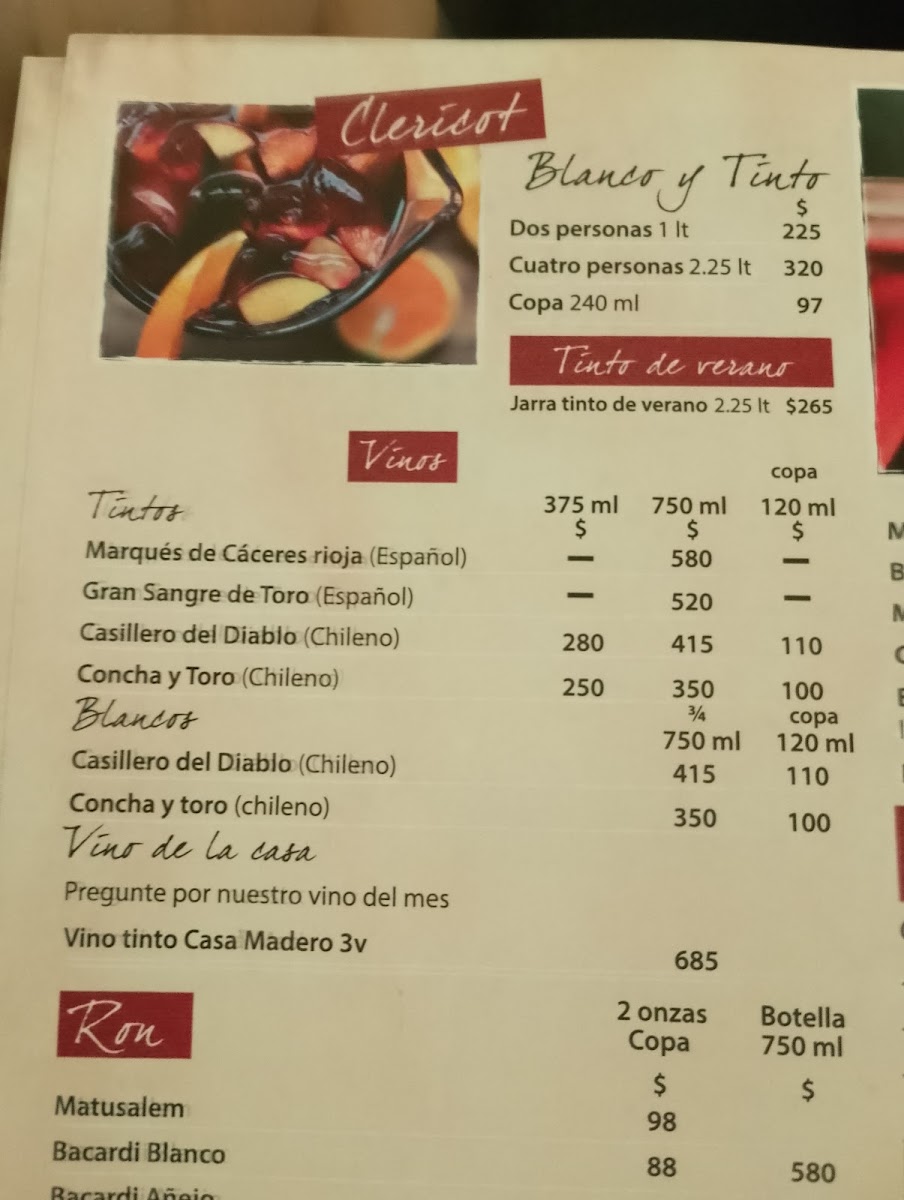 Clericot
Blanco y Tinto
$
Dos personas 1 lt 225
Cuatro personas 2.25 lt 320
Copa 240 ml 97
Tinto de verano
Jarra tinto de verano 2.25 lt $265
Vinos
copa
Tintos 375 ml 750 ml 120 ml
$ $ $
Marqués de Cáceres rioja (Español) — 580 —
Gran Sangre de Toro (Español) — 520 —
Casillero del Diablo (Chileno) 280 415 110
Concha y Toro (Chileno) 250 350 100
Blancos ¾ copa
750 ml 120 ml
Casillero del Diablo (Chileno) 415 110
Concha y toro (chileno) 350 100
Vino de la casa
Pregunte por nuestro vino del mes
Vino tinto Casa Madero 3v 685
Ron
2 onzas Botella
Copa 750 ml
$ $
Matusalem 98
Bacardi Blanco 88 580
Bacardi Añejo